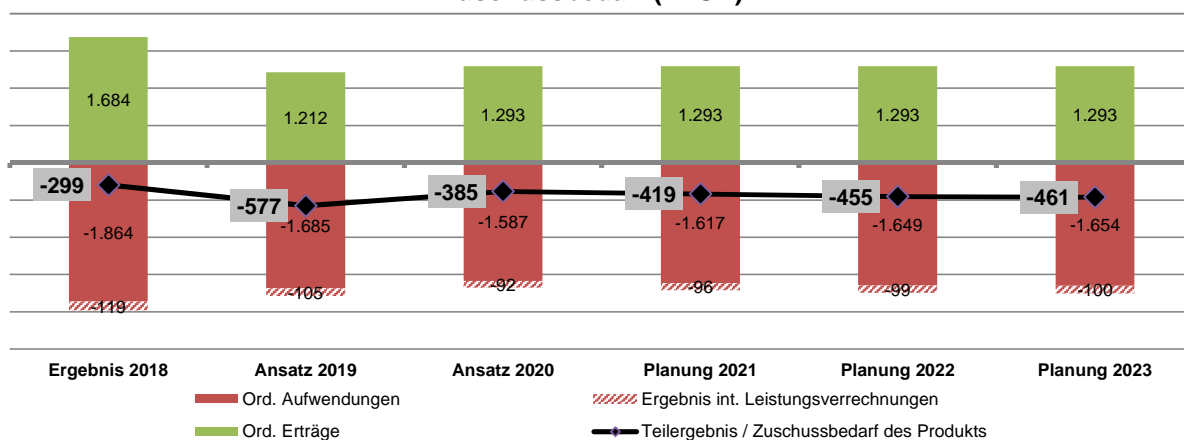 1.684 1.212 1.293 1.293 1.293 1.293
-299 -577 -385 -419 -455 -461
-1.864 -1.685 -1.587 -1.617 -1.649 -1.654
-119 -105 -92 -96 -99 -100
Ergebnis 2018 Ansatz 2019 Ansatz 2020 Planung 2021 Planung 2022 Planung 2023
Ord. Aufwendungen Ergebnis int. Leistungsverrechnungen
Ord. Erträge Teilergebnis / Zuschussbedarf des Produkts